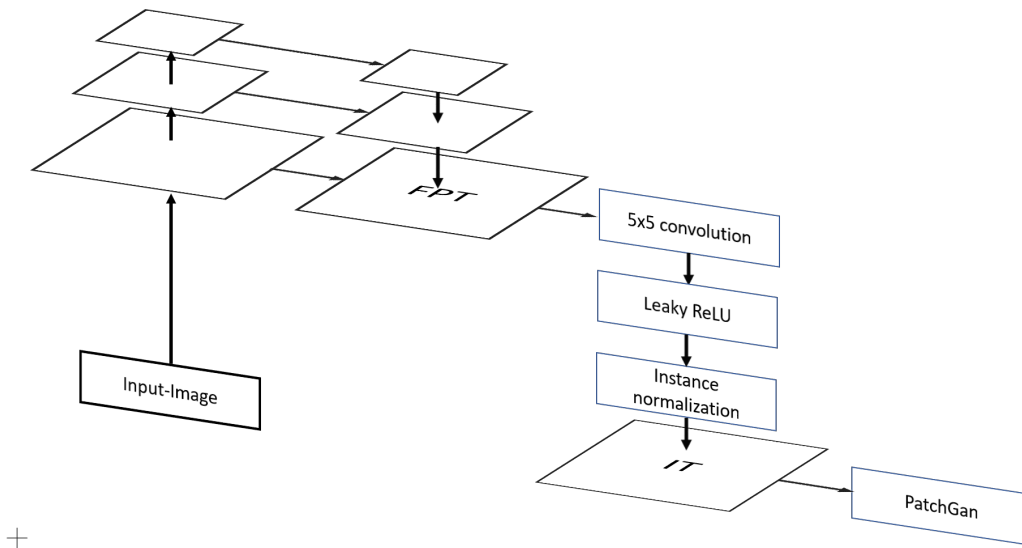 FPT
5x5 convolution
Leaky ReLU
Input-Image
Instance
normalization
IT
PatchGan